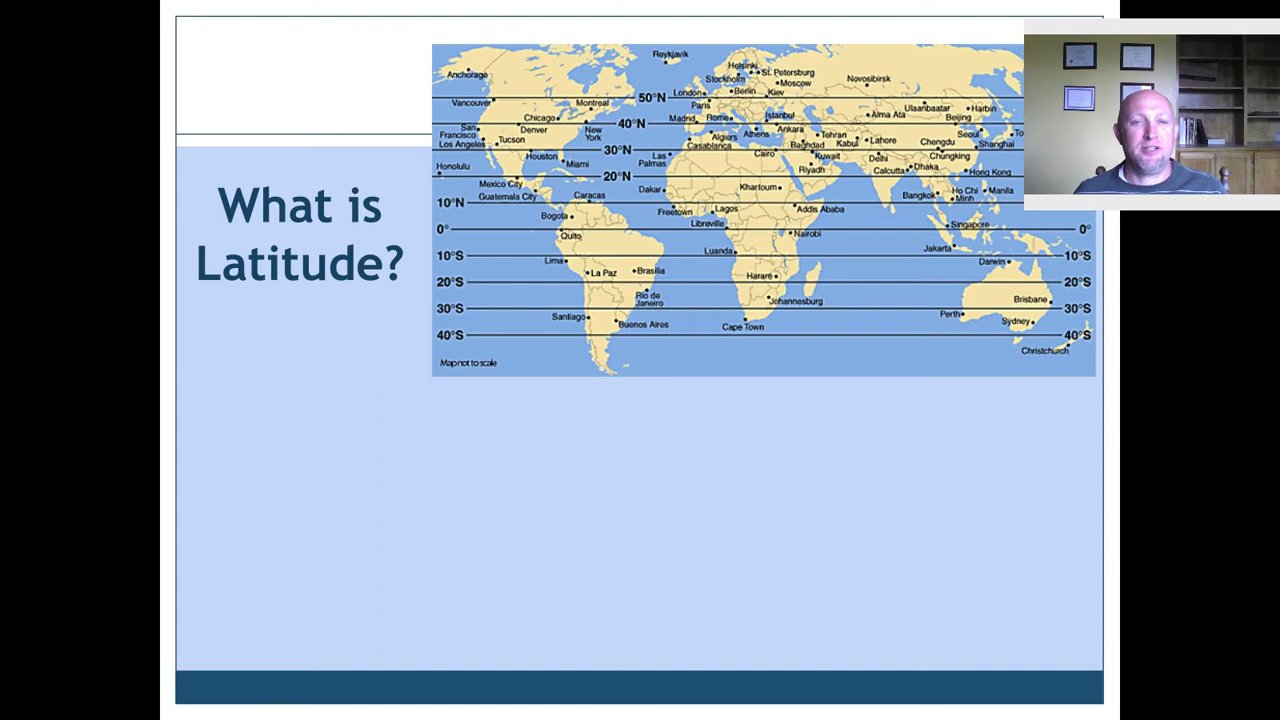 What is
Latitude?
Reykjavik
Anchorage
Helsinki
St. Petersburg
Stockholm
Moscow
Novosibirsk
London
Berlin
Kiev
50°N
Vancouver
Montreal
Paris
Ulaanbaatar
Harbin
Chicago
Madrid
Rome
Istanbul
Alma Ata
Beijing
40°N
San
Francisco
Denver
New
York
Algiers
Athens
Ankara
Tehran
Seoul
To
Los Angeles
Tucson
Casablanca
Baghdad
Kabul
Lahore
Chengdu
Shanghai
30°N
Houston
Miami
Las
Palmas
Cairo
Kuwait
Delhi
Chungking
Honolulu
Riyadh
Calcutta
Dhaka
Hong Kong
20°N
Mexico City
Guatemala City
Caracas
Dakar
Khartoum
Bangkok
Ho Chi
Minh
Manila
10°N
Bogota
Freetown
Lagos
Addis Ababa
Libreville
Singapore
0°
0°
Quito
Nairobi
Luanda
Jakarta
10°S
10°S
Lima
La Paz
Brasilia
Harare
Darwin
20°S
20°S
Rio de
Janeiro
Johannesburg
Brisbane
30°S
30°S
Santiago
Buenos Aires
Cape Town
Perth
Sydney
40°S
40°S
Christchurch
Map not to scale